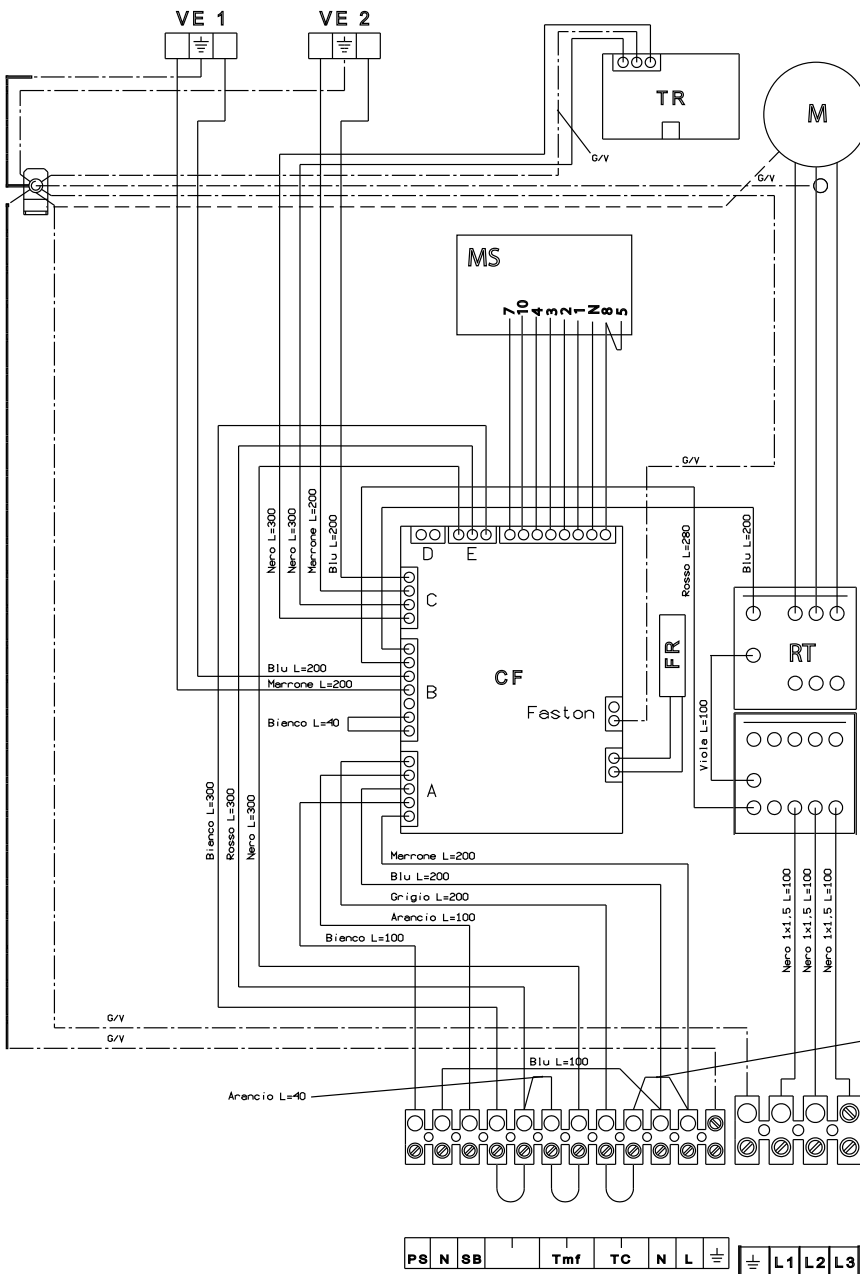 VE 1
VE 2
TR
M
G/V
G/V
MS
7
10
4
3
2
1
N
8
5
G/V
Nero L=300
Nero L=300
Marrone L=200
Blu L=200
Rosso L=280
Blu L=200
D
E
C
RT
FR
CF
Blu L=200
Marrone L=200
B
Faston
Bianco L=40
Viola L=100
A
Bianco L=300
Rosso L=300
Nero L=300
Marrone L=200
Blu L=200
Grigio L=200
Arancio L=100
Bianco L=100
Nero 1x1,5 L=100
Nero 1x1,5 L=100
Nero 1x1,5 L=100
G/V
G/V
Blu L=100
Arancio L=40
PS N SB Tmf TC N L
L1 L2 L3